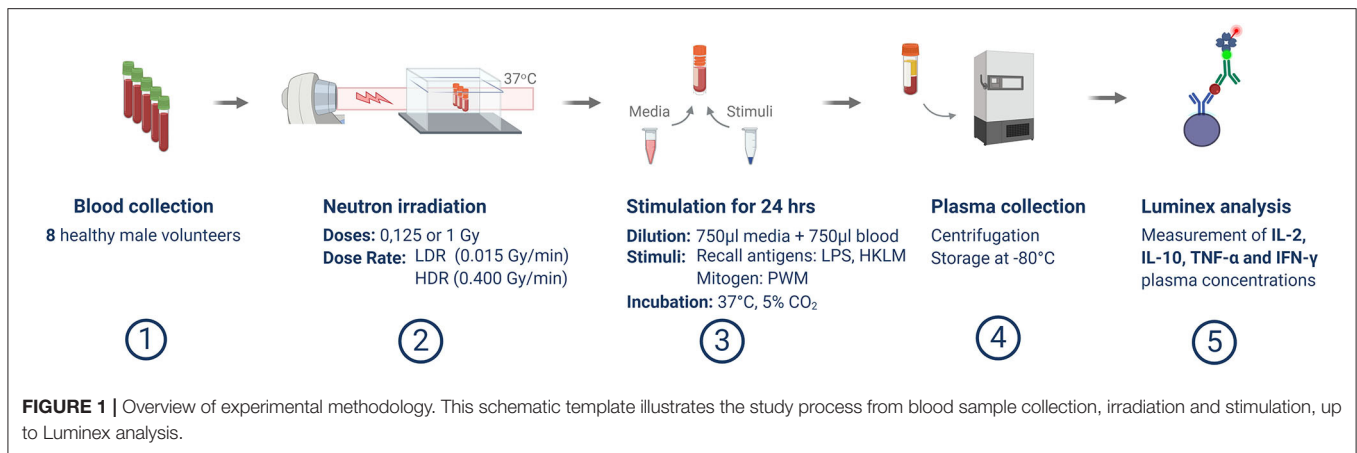 37°C
Media
Stimuli
Blood collection
8 healthy male volunteers
1
Neutron irradiation
Doses: 0,125 or 1 Gy
Dose Rate: LDR (0.015 Gy/min)
HDR (0.400 Gy/min)
2
Stimulation for 24 hrs
Dilution: 750µl media + 750µl blood
Stimuli: Recall antigens: LPS, HKLM
Mitogen: PWM
Incubation: 37°C, 5% CO₂
3
Plasma collection
Centrifugation
Storage at -80°C
4
Luminex analysis
Measurement of IL-2,
IL-10, TNF-α and IFN-γ
plasma concentrations
5
FIGURE 1 | Overview of experimental methodology. This schematic template illustrates the study process from blood sample collection, irradiation and stimulation, up
to Luminex analysis.